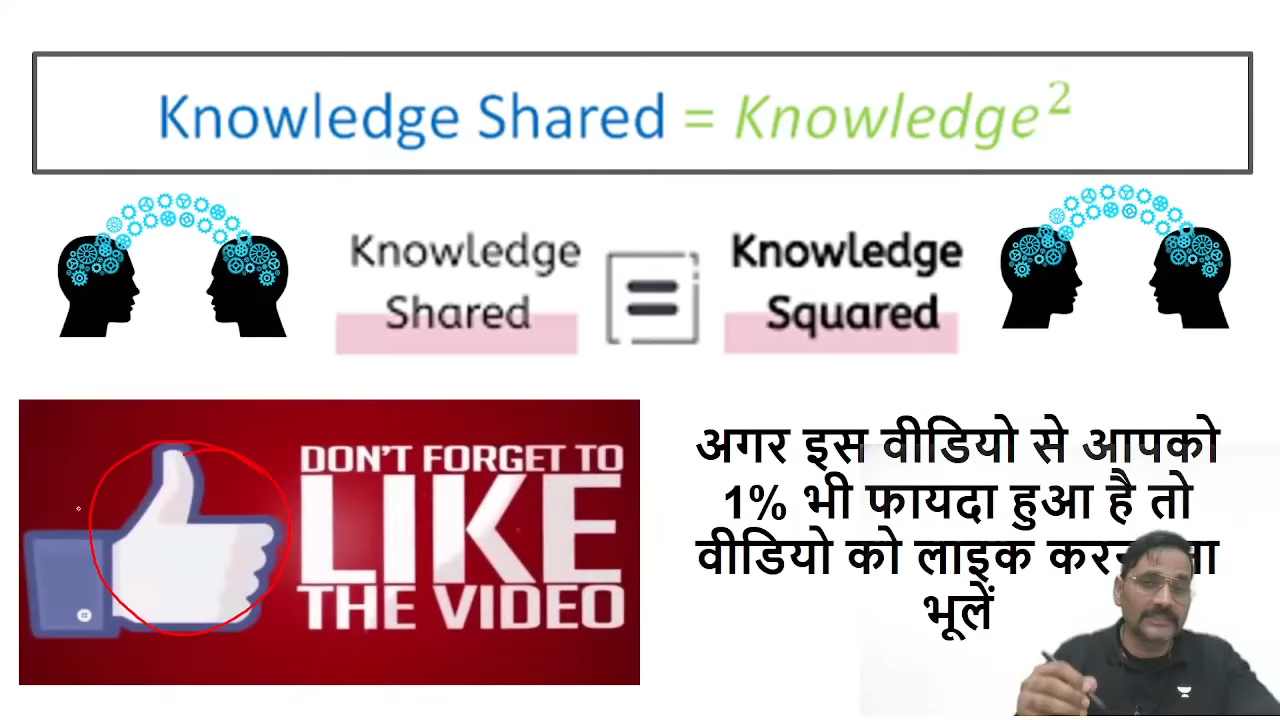 Knowledge Shared = Knowledge²
Knowledge
Shared
Knowledge
Squared
DON'T FORGET TO
LIKE
THE VIDEO
अगर इस वीडियो से आपको
1% भी फायदा हुआ है तो
वीडियो को लाइक
भूलें